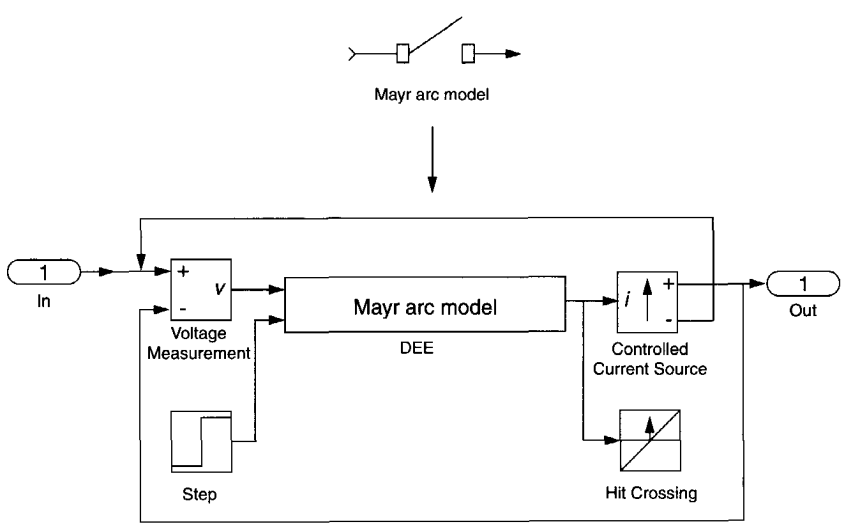 Mayr arc model
1
In
+
-
v
Voltage
Measurement
Mayr arc model
DEE
i
+
-
Controlled
Current Source
1
Out
Step
Hit Crossing